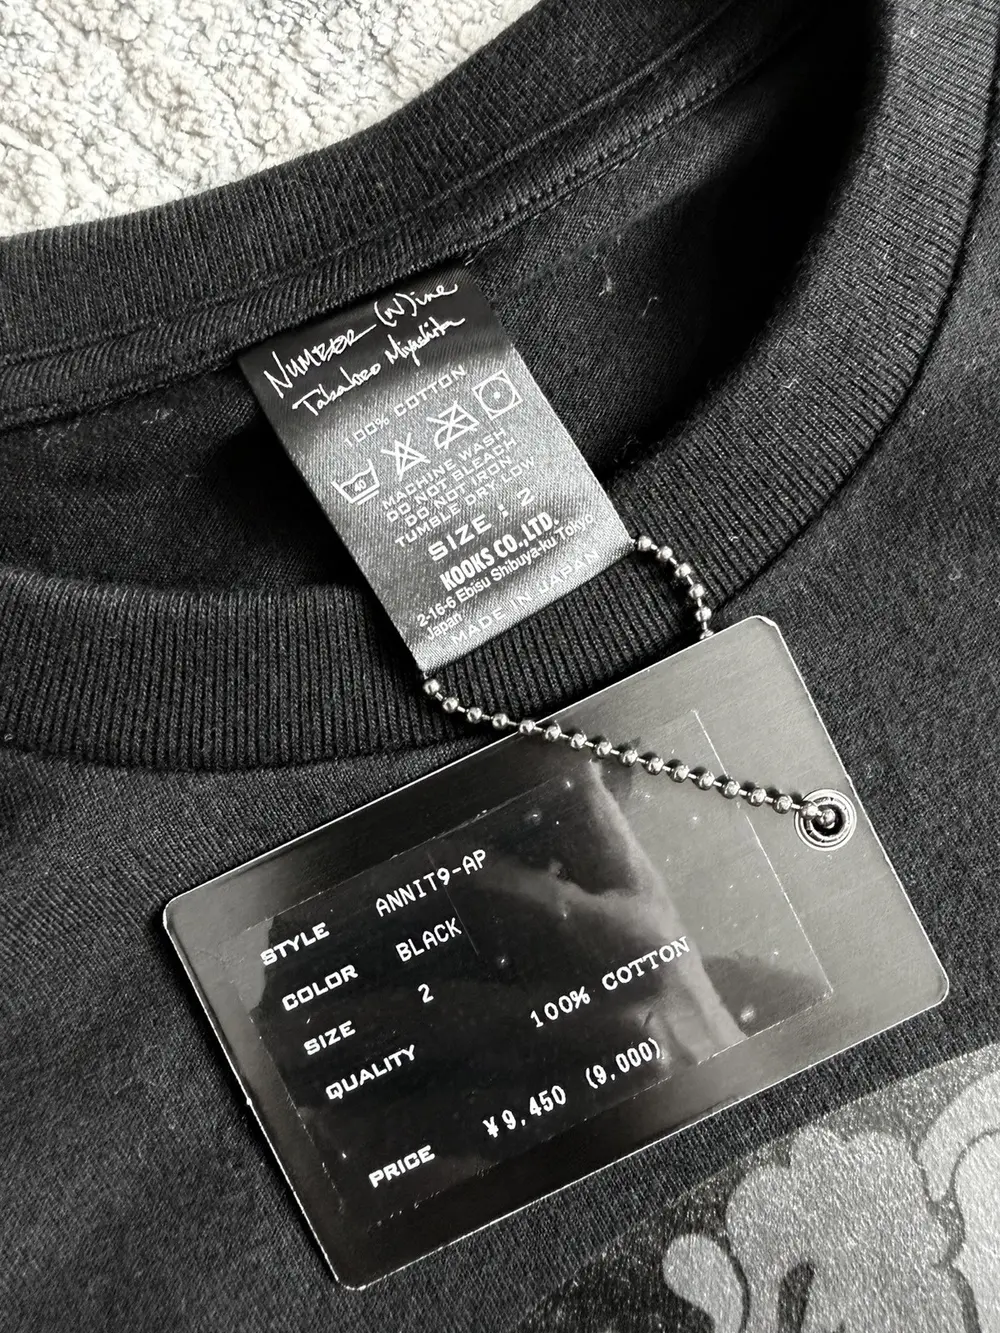 NUMBER (N)ine
Takahiro Miyashita
100% COTTON
40
MACHINE WASH
DO NOT BLEACH
DO NOT IRON
TUMBLE DRY LOW
SIZE : 2
KOOKS CO.,LTD.
2-16-6 Ebisu Shibuya-ku Tokyo
Japan
MADE IN JAPAN
STYLE ANNIT9-AP
COLOR BLACK
SIZE 2
QUALITY 100% COTTON
PRICE ¥9,450 (9,000)